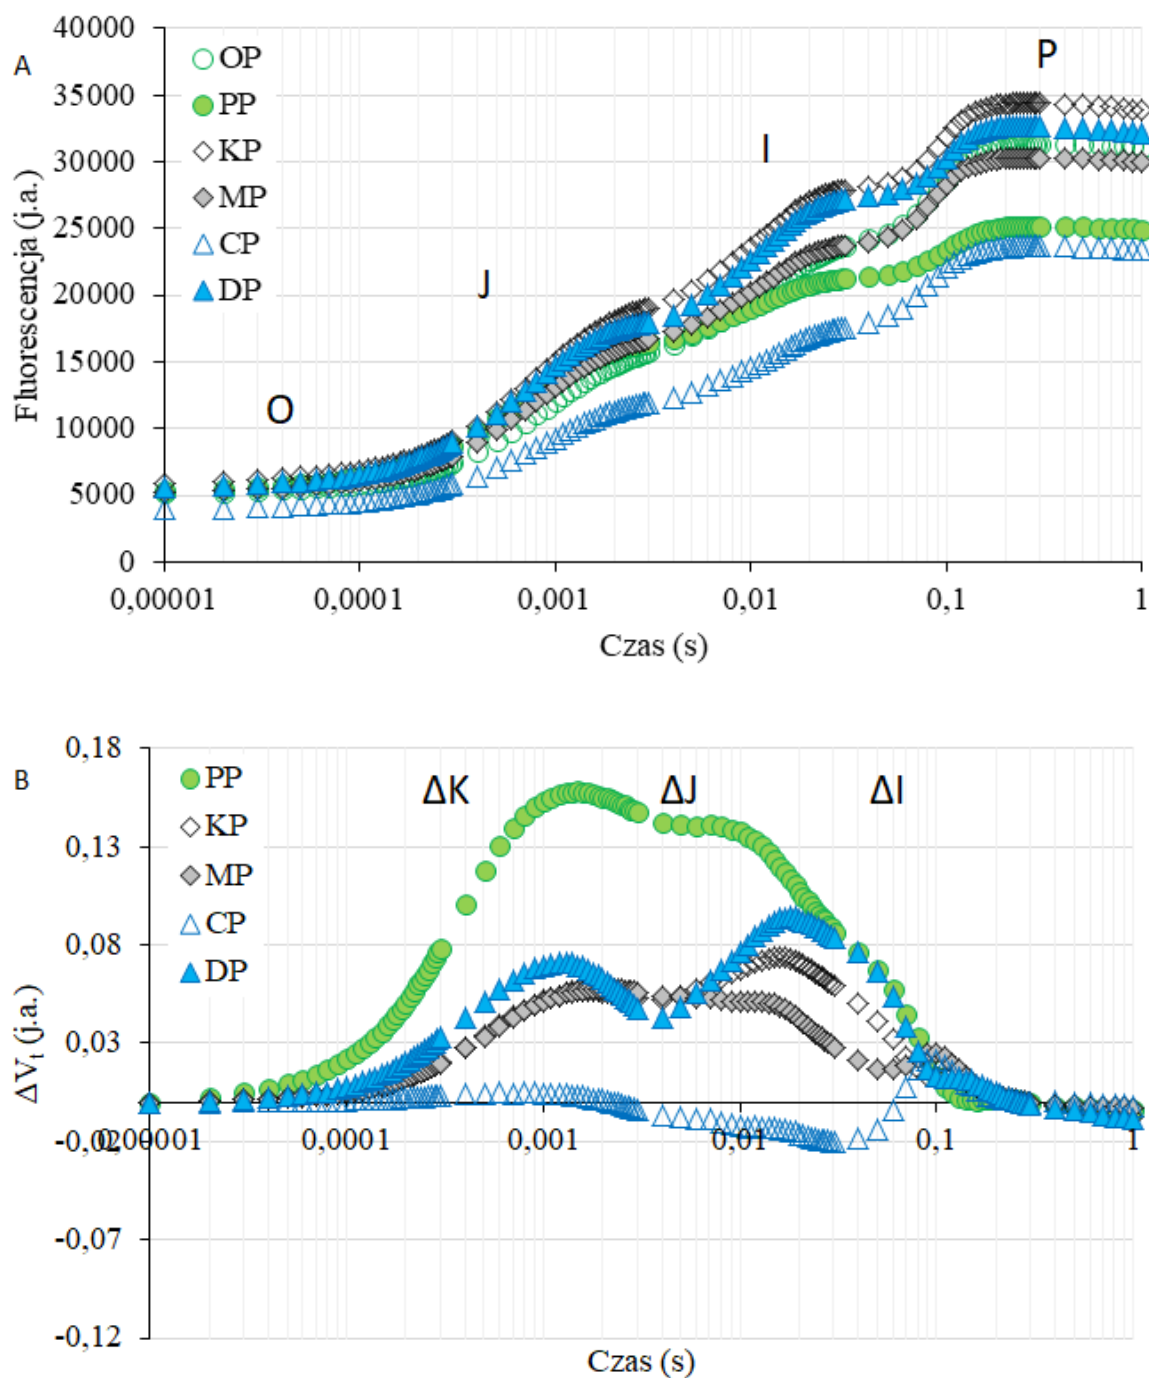 A
40000
35000
30000
25000
20000
15000
10000
5000
0
Fluorescencja (j.a.)
OP
PP
KP
MP
CP
DP
O
J
I
P
0,00001 0,0001 0,001 0,01 0,1 1
Czas (s)
B
0,18
0,13
0,08
0,03
-0,02
-0,07
-0,12
ΔVt (j.a.)
PP
KP
MP
CP
DP
ΔK ΔJ ΔI
0,00001 0,0001 0,001 0,01 0,1 1
Czas (s)